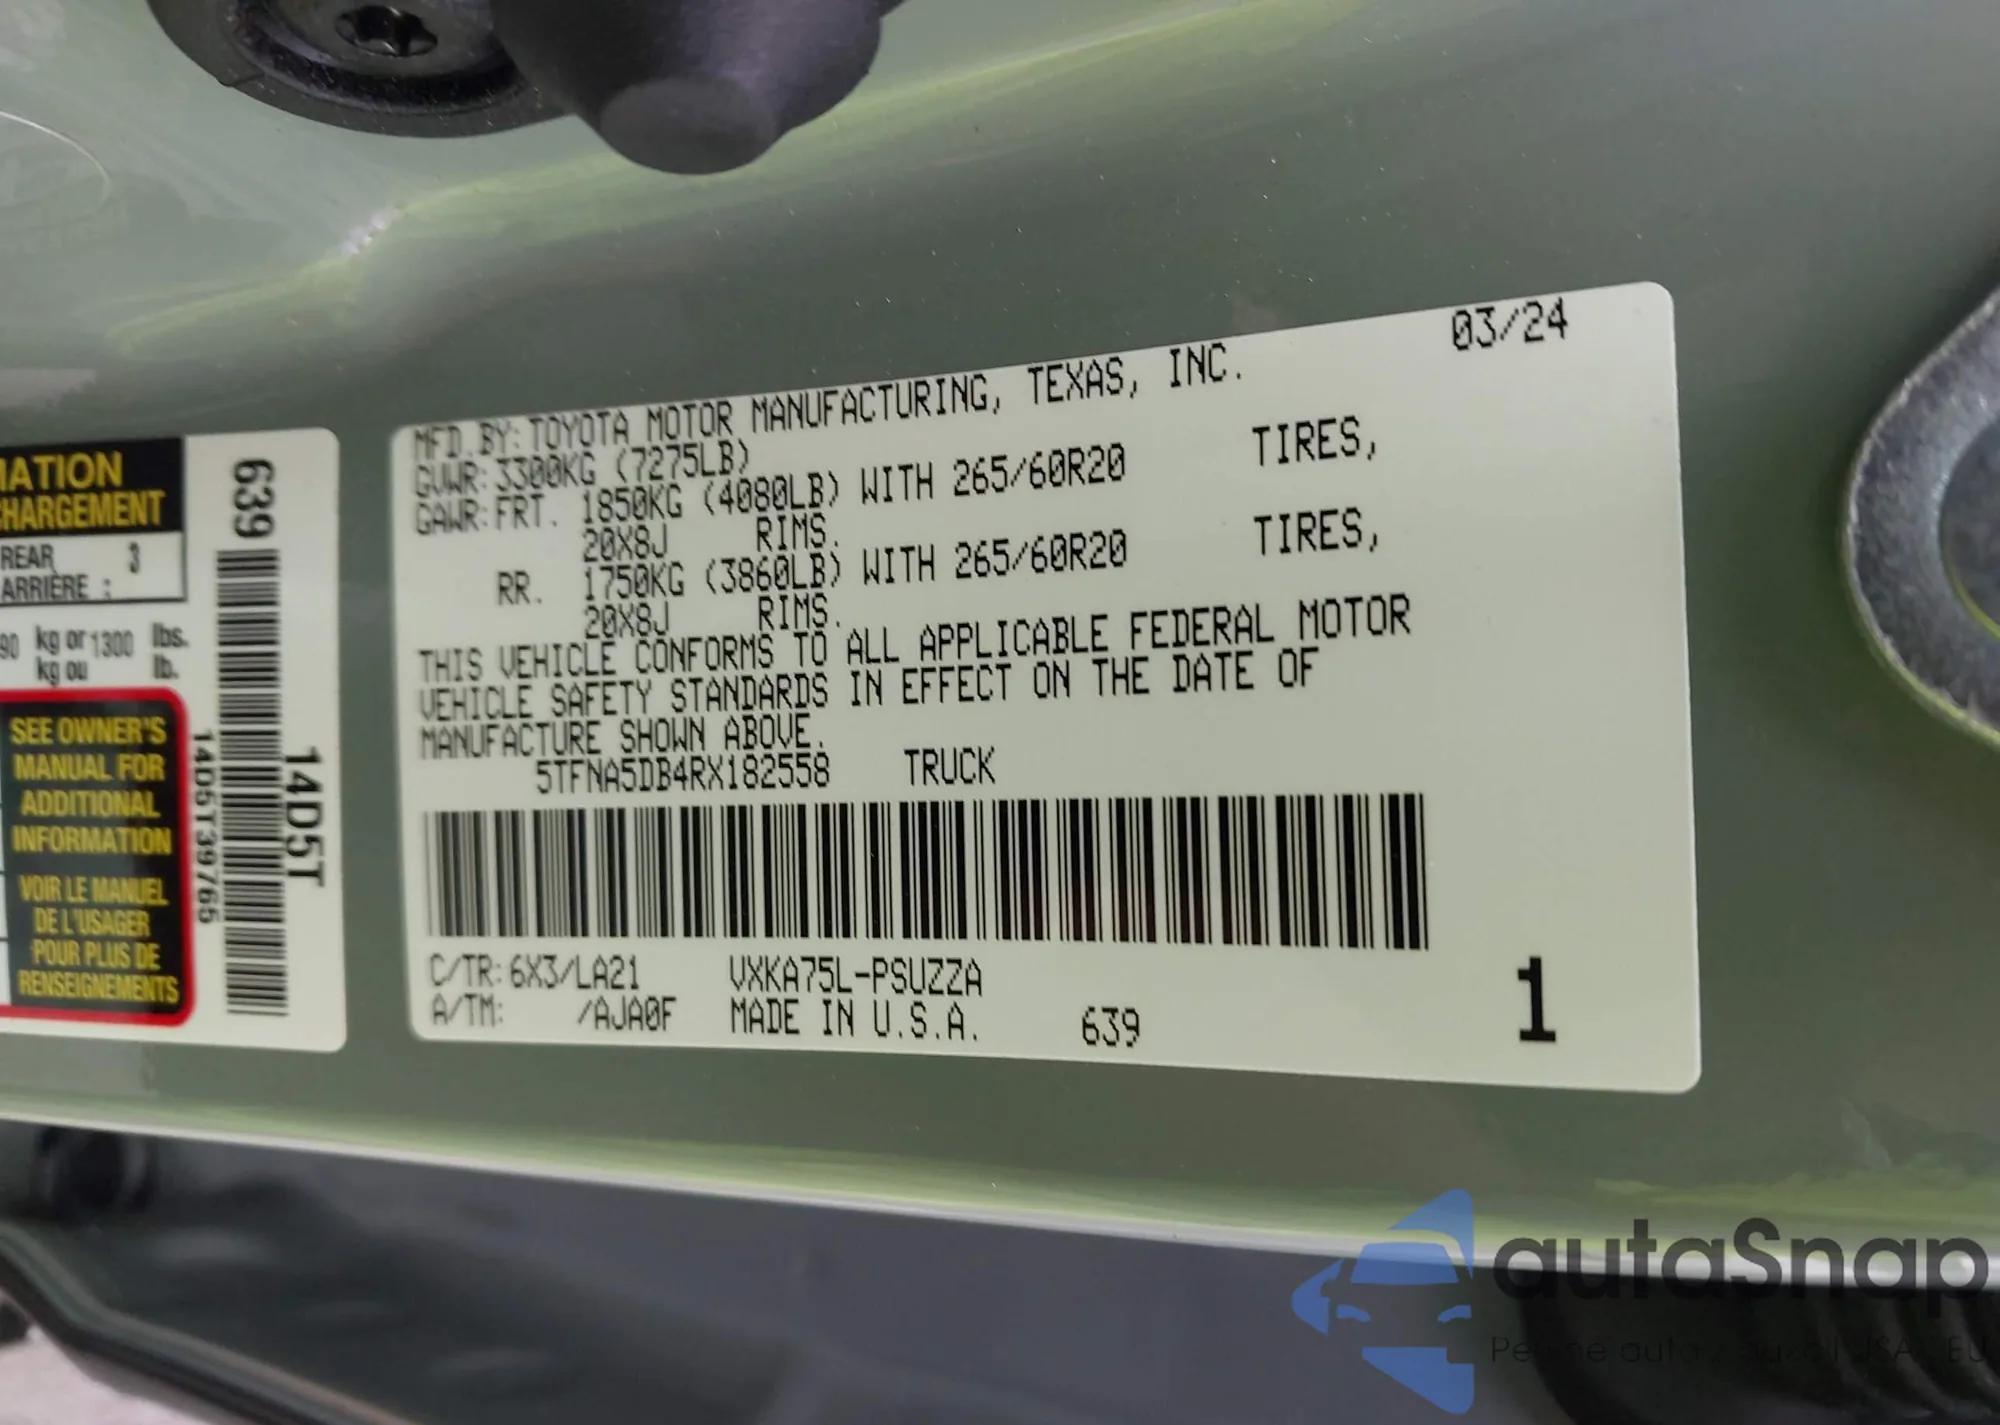 MATION
CHARGEMENT
REAR 3
ARRIÈRE :
90 kg or 1300 lbs.
kg ou lb.
SEE OWNER'S
MANUAL FOR
ADDITIONAL
INFORMATION
VOIR LE MANUEL
DE L'USAGER
POUR PLUS DE
RENSEIGNEMENTS
639
14D5T39765
14D5T
03/24
MFD.BY:TOYOTA MOTOR MANUFACTURING, TEXAS, INC.
GVWR:3300KG (7275LB)
GAWR:FRT. 1850KG (4080LB) WITH 265/60R20 TIRES,
20X8J RIMS.
RR. 1750KG (3860LB) WITH 265/60R20 TIRES,
20X8J RIMS.
THIS VEHICLE CONFORMS TO ALL APPLICABLE FEDERAL MOTOR
VEHICLE SAFETY STANDARDS IN EFFECT ON THE DATE OF
MANUFACTURE SHOWN ABOVE.
5TFNA5DB4RX182558 TRUCK
C/TR:6X3/LA21 VXKA75L-PSUZZA
A/TM: /AJA0F MADE IN U.S.A. 639
1
autoSnap